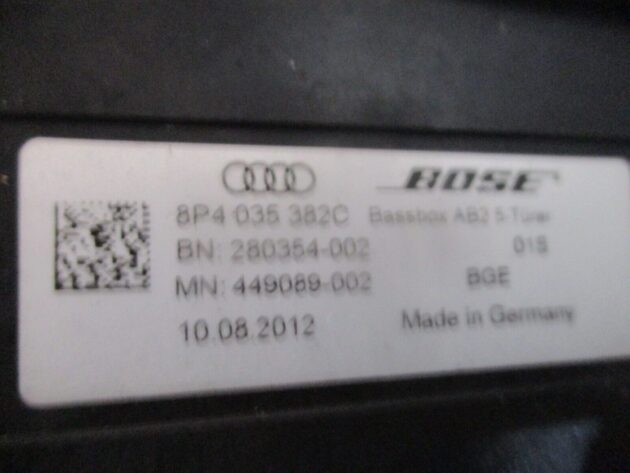 BOSE
8P4 035 382C Bassbox AB2 5-Türer
BN: 280354-002 01S
MN: 449089-002 BGE
10.08.2012 Made in Germany